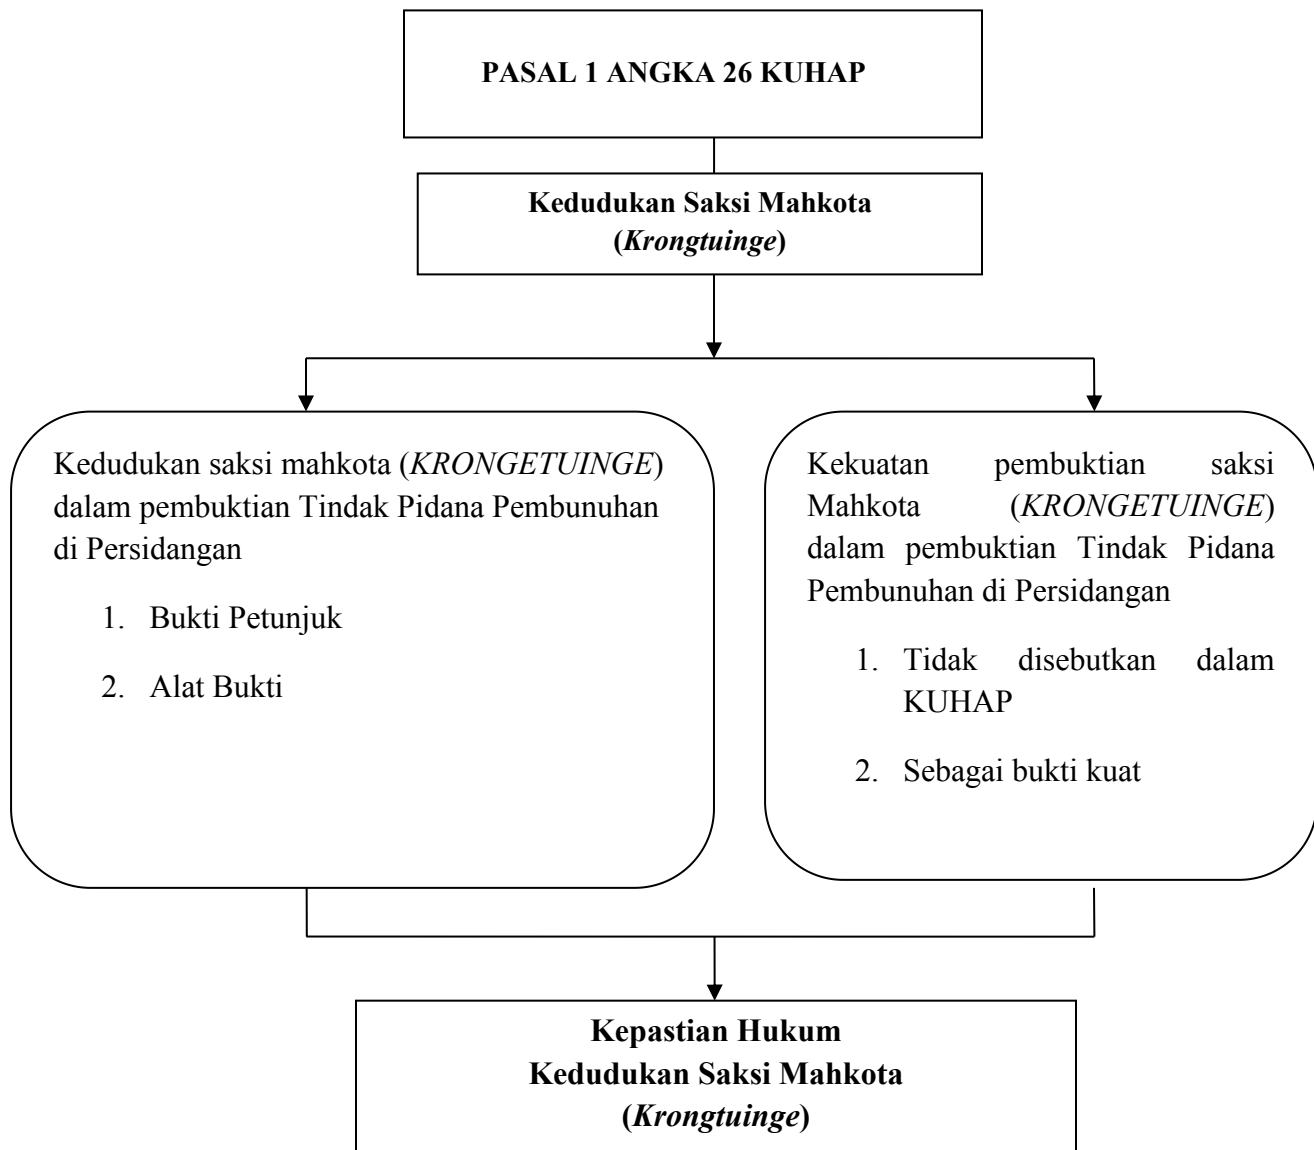 PASAL 1 ANGKA 26 KUHAP
Kedudukan Saksi Mahkota
(Krongtuinge)
Kedudukan saksi mahkota (KRONGETUINGE)
dalam pembuktian Tindak Pidana Pembunuhan
di Persidangan
1. Bukti Petunjuk
2. Alat Bukti
Kekuatan pembuktian saksi
Mahkota (KRONGETUINGE)
dalam pembuktian Tindak Pidana
Pembunuhan di Persidangan
1. Tidak disebutkan dalam
KUHAP
2. Sebagai bukti kuat
Kepastian Hukum
Kedudukan Saksi Mahkota
(Krongtuinge)